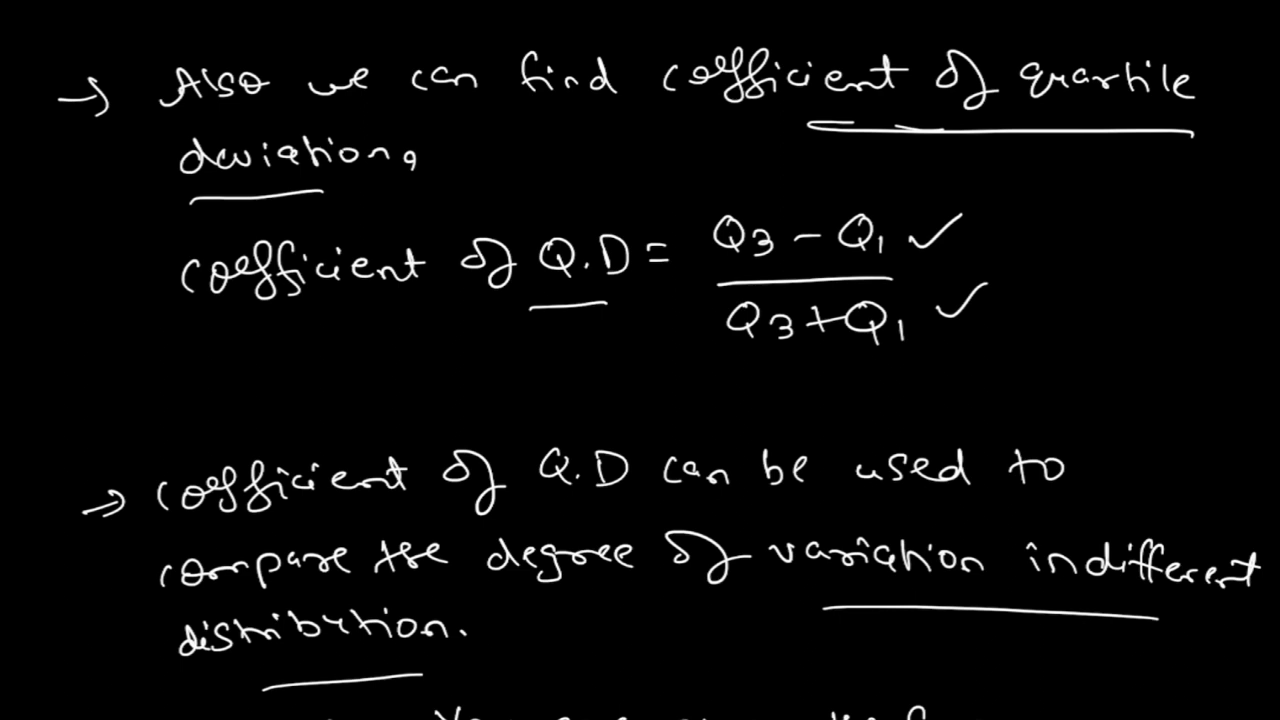 → Also we can find coefficient of quartile
deviation,
coefficient of Q.D = (Q3 - Q1) / (Q3 + Q1)
→ coefficient of Q.D can be used to
compare the degree of variation in different
distribution.